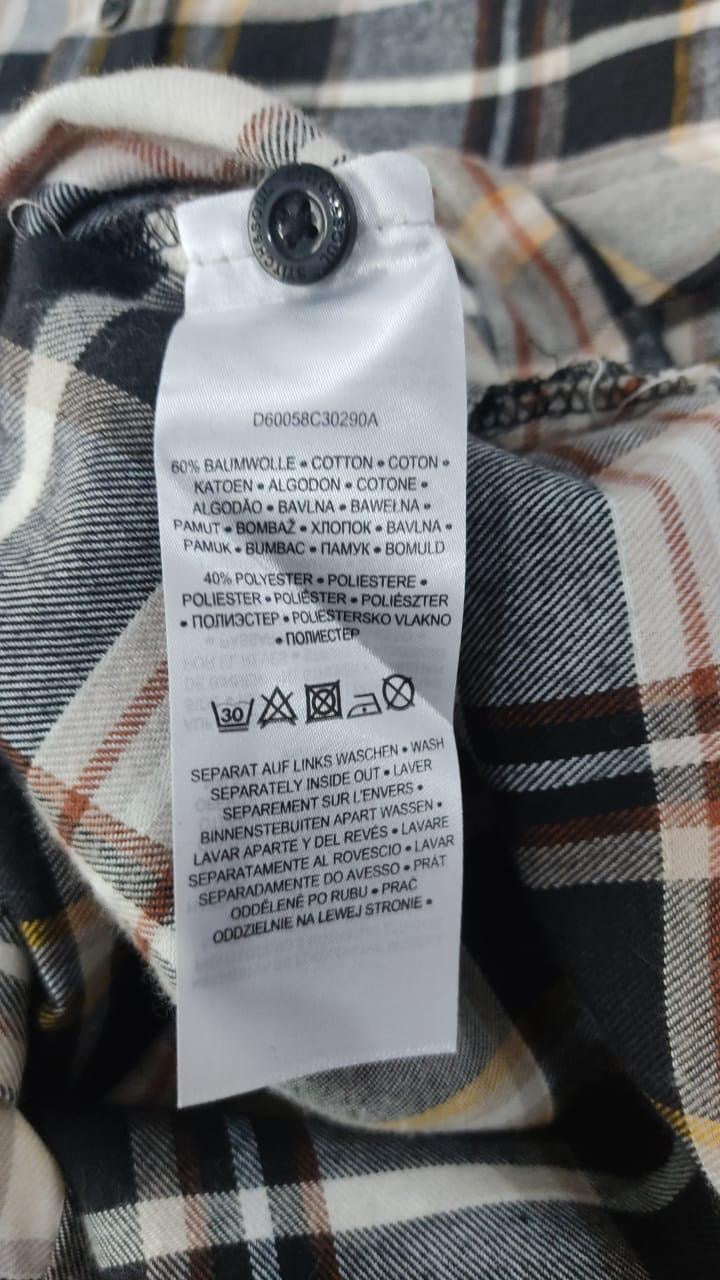 STITCH & SOUL
D60058C30290A
60% BAUMWOLLE • COTTON • COTON •
KATOEN • ALGODON • COTONE •
ALGODÃO • BAVLNA • BAWEŁNA •
PAMUT • BOMBAŽ • ХЛОПОК • BAVLNA •
PAMUK • BUMBAC • ПАМУК • BOMULD
40% POLYESTER • POLIESTERE •
POLIESTER • POLIÉSTER • POLIÉSZTER
• ПОЛИЭСТЕР • POLIESTERSKO VLAKNO
• ПОЛИЕСТЕР
30
SEPARAT AUF LINKS WASCHEN • WASH
SEPARATELY INSIDE OUT • LAVER
SEPAREMENT SUR L'ENVERS •
BINNENSTEBUITEN APART WASSEN •
LAVAR APARTE Y DEL REVÉS • LAVARE
SEPARATAMENTE AL ROVESCIO • LAVAR
SEPARADAMENTE DO AVESSO • PRÁT
ODDĚLENĚ PO RUBU • PRAĆ
ODDZIELNIE NA LEWEJ STRONIE •